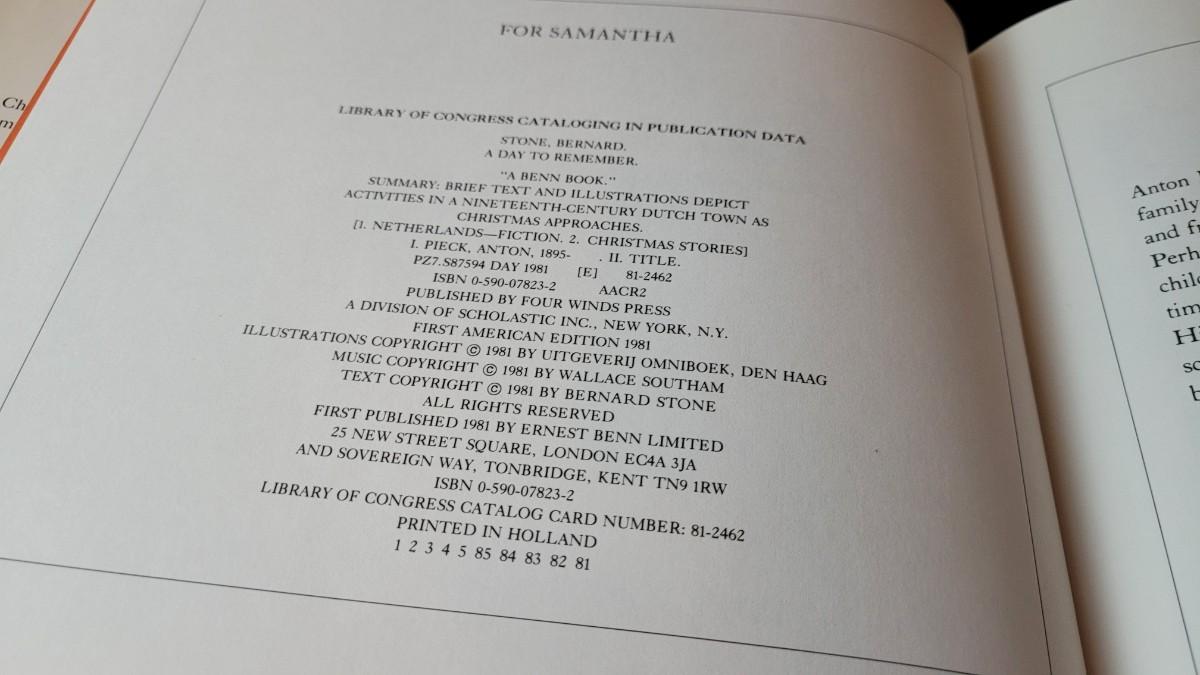 FOR SAMANTHA
LIBRARY OF CONGRESS CATALOGING IN PUBLICATION DATA
STONE, BERNARD.
A DAY TO REMEMBER.
"A BENN BOOK."
SUMMARY: BRIEF TEXT AND ILLUSTRATIONS DEPICT
ACTIVITIES IN A NINETEENTH-CENTURY DUTCH TOWN AS
CHRISTMAS APPROACHES.
[1. NETHERLANDS—FICTION. 2. CHRISTMAS STORIES]
I. PIECK, ANTON, 1895- . II. TITLE.
PZ7.S87594 DAY 1981 [E] 81-2462
ISBN 0-590-07823-2 AACR2
PUBLISHED BY FOUR WINDS PRESS
A DIVISION OF SCHOLASTIC INC., NEW YORK, N.Y.
FIRST AMERICAN EDITION 1981
ILLUSTRATIONS COPYRIGHT © 1981 BY UITGEVERIJ OMNIBOEK, DEN HAAG
MUSIC COPYRIGHT © 1981 BY WALLACE SOUTHAM
TEXT COPYRIGHT © 1981 BY BERNARD STONE
ALL RIGHTS RESERVED
FIRST PUBLISHED 1981 BY ERNEST BENN LIMITED
25 NEW STREET SQUARE, LONDON EC4A 3JA
AND SOVEREIGN WAY, TONBRIDGE, KENT TN9 1RW
ISBN 0-590-07823-2
LIBRARY OF CONGRESS CATALOG CARD NUMBER: 81-2462
PRINTED IN HOLLAND
1 2 3 4 5 85 84 83 82 81
Anton
family
and